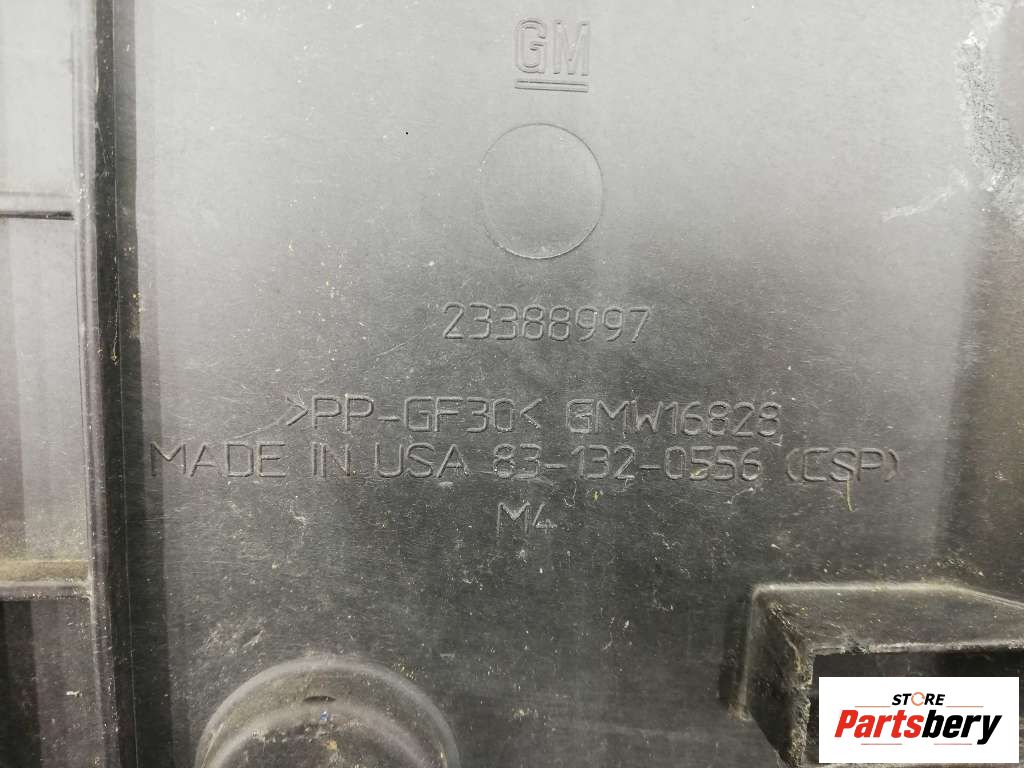 GM
23388997
>PP-GF30< GMW16828
MADE IN USA 83-132-0556 (CSP)
M4
STORE
Partsbery